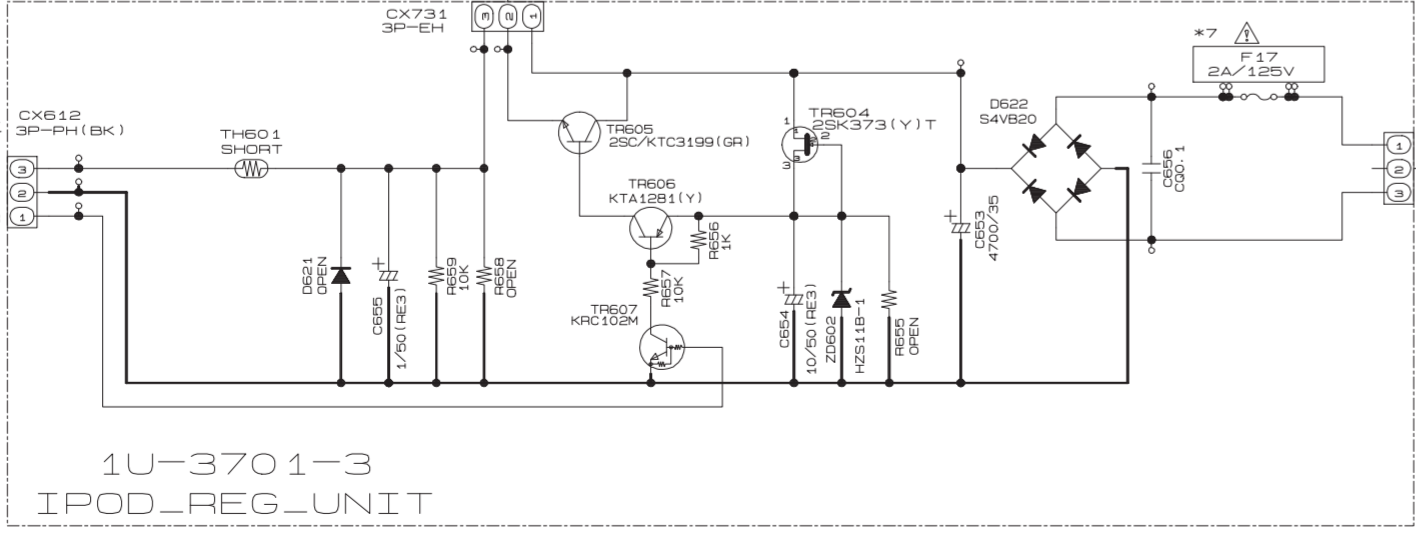 CX731
3P-EH
3 2 1
*7
F17
2A/125V
CX612
3P-PH(BK)
3
2
1
TH601
SHORT
TR605
2SC/KTC3199(GR)
TR604
2SK373(Y)T
1
2
3
D622
S4VB20
C656
CQ0.1
1
2
3
TR606
KTA1281(Y)
R656
1K
R657
10K
TR607
KRC102M
D621
OPEN
C655
1/50(RE3)
R659
10K
R658
OPEN
C654
10/50(RE3)
ZD602
HZS11B-1
R655
OPEN
C653
4700/35
+
+
+
1U-3701-3
IPOD_REG_UNIT